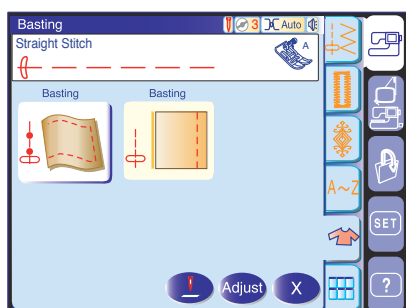 Basting
3 Auto
Straight Stitch
A
Basting Basting
A~Z
SET
Adjust X
?